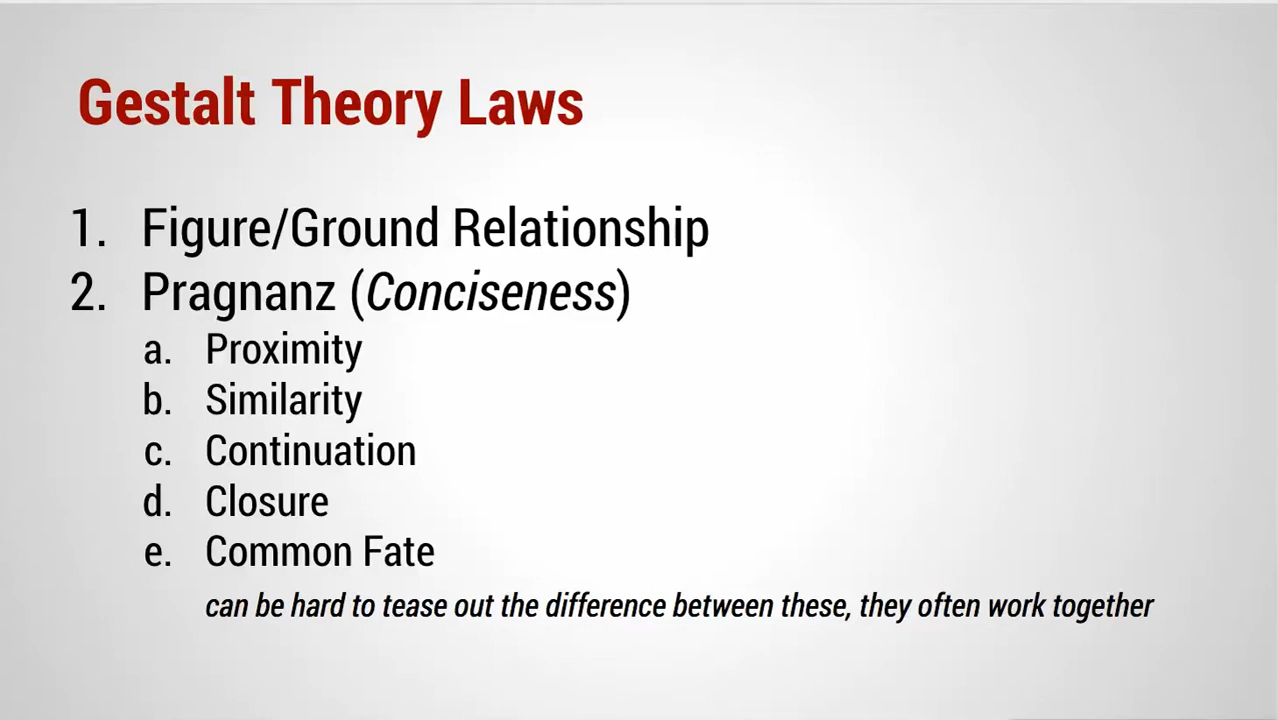 Gestalt Theory Laws
1. Figure/Ground Relationship
2. Pragnanz (Conciseness)
a. Proximity
b. Similarity
c. Continuation
d. Closure
e. Common Fate
can be hard to tease out the difference between these, they often work together